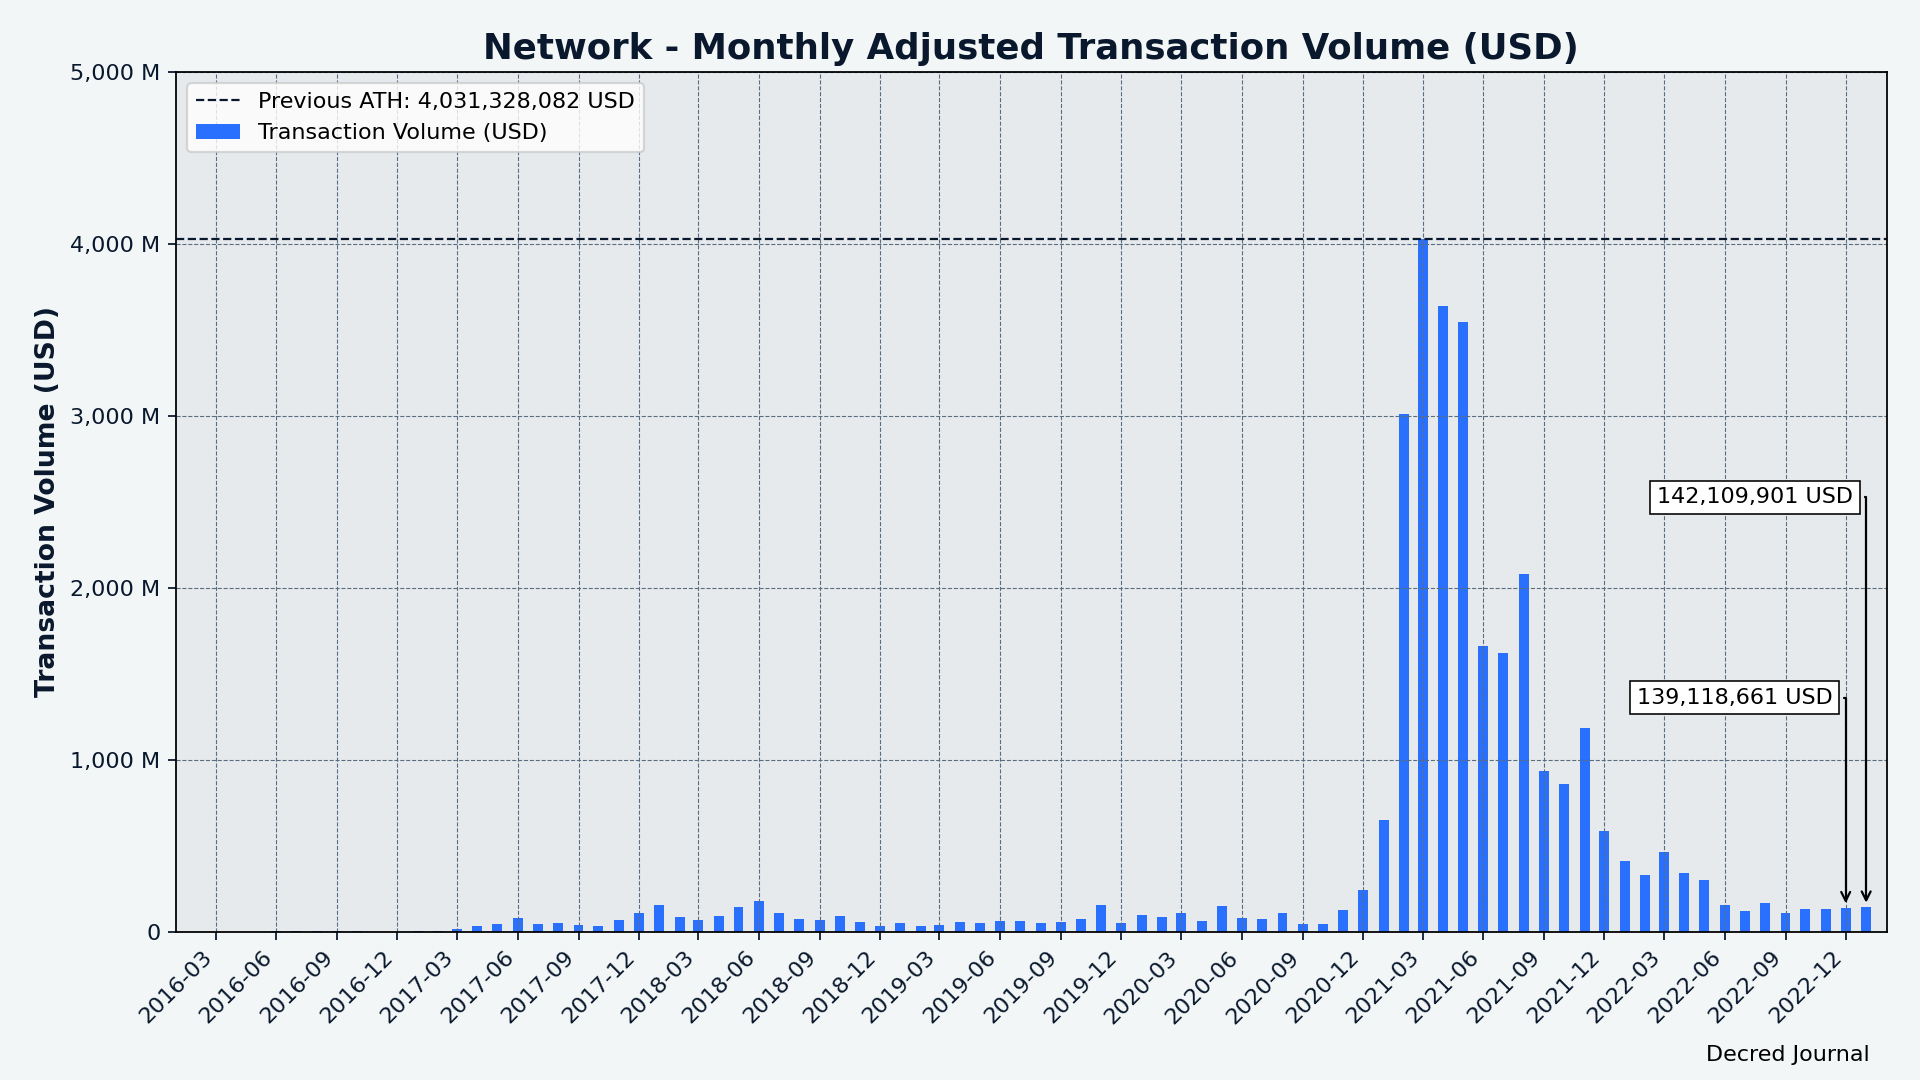 Network - Monthly Adjusted Transaction Volume (USD)
Previous ATH: 4,031,328,082 USD
Transaction Volume (USD)
Transaction Volume (USD)
5,000 M
4,000 M
3,000 M
2,000 M
1,000 M
0
142,109,901 USD
139,118,661 USD
2016-03
2016-06
2016-09
2016-12
2017-03
2017-06
2017-09
2017-12
2018-03
2018-06
2018-09
2018-12
2019-03
2019-06
2019-09
2019-12
2020-03
2020-06
2020-09
2020-12
2021-03
2021-06
2021-09
2021-12
2022-03
2022-06
2022-09
2022-12
Decred Journal